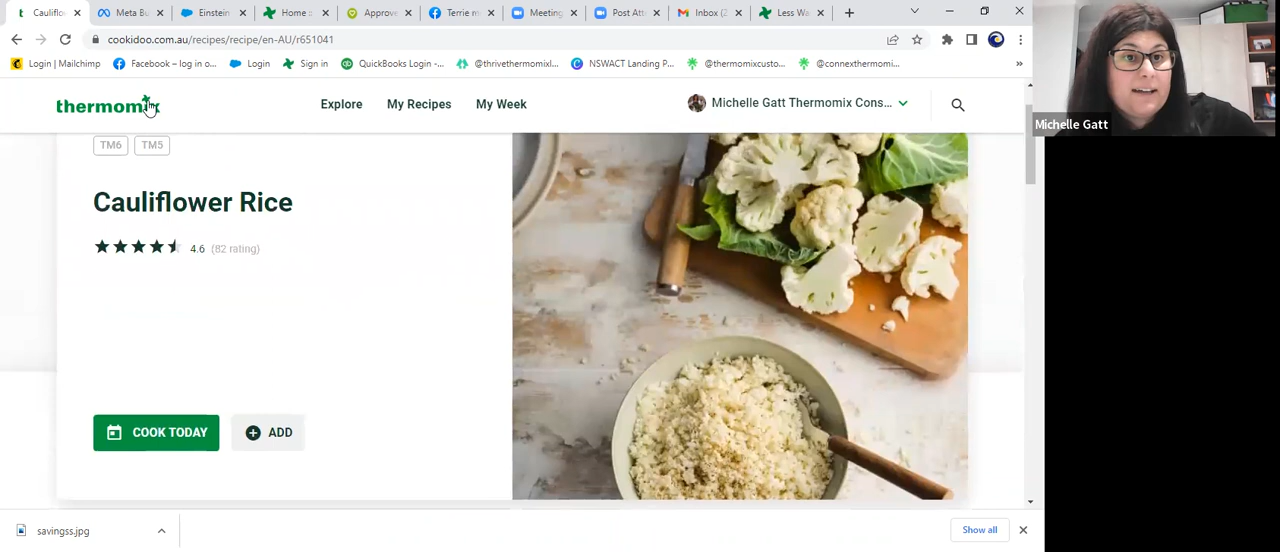 Cauliflov
Meta Bu
Einstein
Home :
Approve
Terrie m
Meeting
Post Att
Inbox (2
Less Wa
cookidoo.com.au/recipes/recipe/en-AU/r651041
Login | Mailchimp
Facebook – log in o...
Login
Sign in
QuickBooks Login -...
@thrivethermomixl...
NSWACT Landing P...
@thermomixcusto...
@connexthermomi...
»
thermomix
Explore
My Recipes
My Week
Michelle Gatt Thermomix Cons...
Michelle Gatt
TM6
TM5
Cauliflower Rice
4.6 (82 rating)
COOK TODAY
ADD
savingss.jpg
Show all